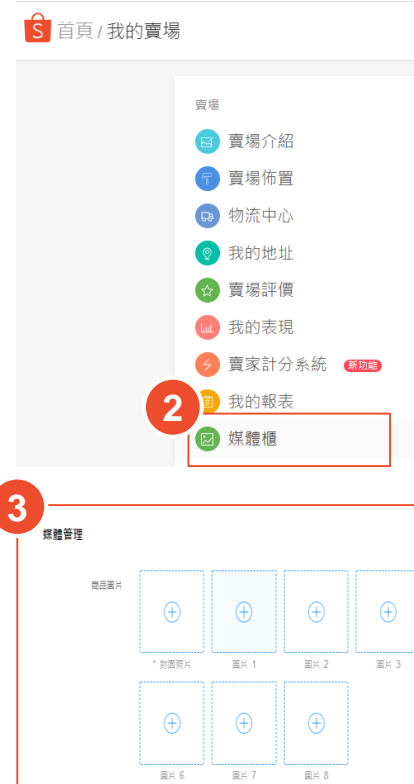 S 首頁 / 我的賣場
賣場
賣場介紹
賣場佈置
物流中心
我的地址
賣場評價
我的表現
賣家計分系統 新功能
我的報表
2
媒體櫃
3
媒體管理
商品圖片
* 封面照片 圖片 1 圖片 2 圖片 3
圖片 6 圖片 7 圖片 8